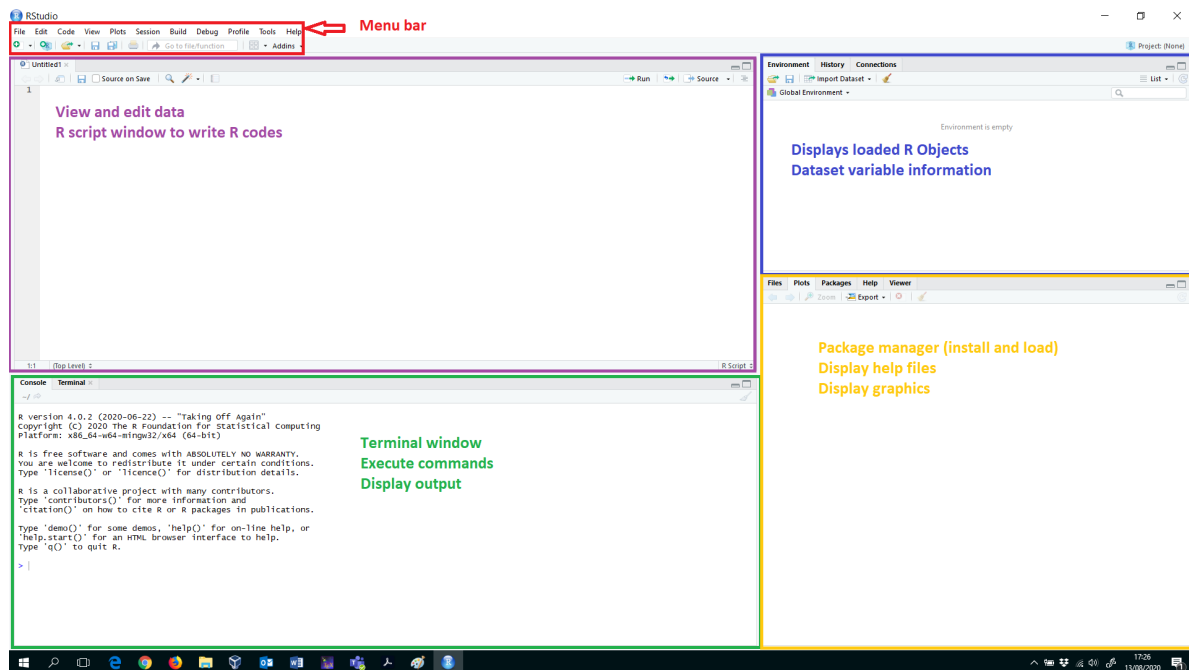 RStudio
File Edit Code View Plots Session Build Debug Profile Tools Help
Menu bar
Go to file/function
Addins
Project: (None)
Untitled1
Source on Save
Run
Source
1
View and edit data
R script window to write R codes
1:1 (Top Level)
R Script
Environment History Connections
Import Dataset
List
Global Environment
Environment is empty
Displays loaded R Objects
Dataset variable information
Console Terminal
~/
R version 4.0.2 (2020-06-22) -- "Taking Off Again"
Copyright (C) 2020 The R Foundation for Statistical Computing
Platform: x86_64-w64-mingw32/x64 (64-bit)
R is free software and comes with ABSOLUTELY NO WARRANTY.
You are welcome to redistribute it under certain conditions.
Type 'license()' or 'licence()' for distribution details.
R is a collaborative project with many contributors.
Type 'contributors()' for more information and
'citation()' on how to cite R or R packages in publications.
Type 'demo()' for some demos, 'help()' for on-line help, or
'help.start()' for an HTML browser interface to help.
Type 'q()' to quit R.
>
Terminal window
Execute commands
Display output
Files Plots Packages Help Viewer
Zoom
Export
Package manager (install and load)
Display help files
Display graphics
17:26
13/08/2020